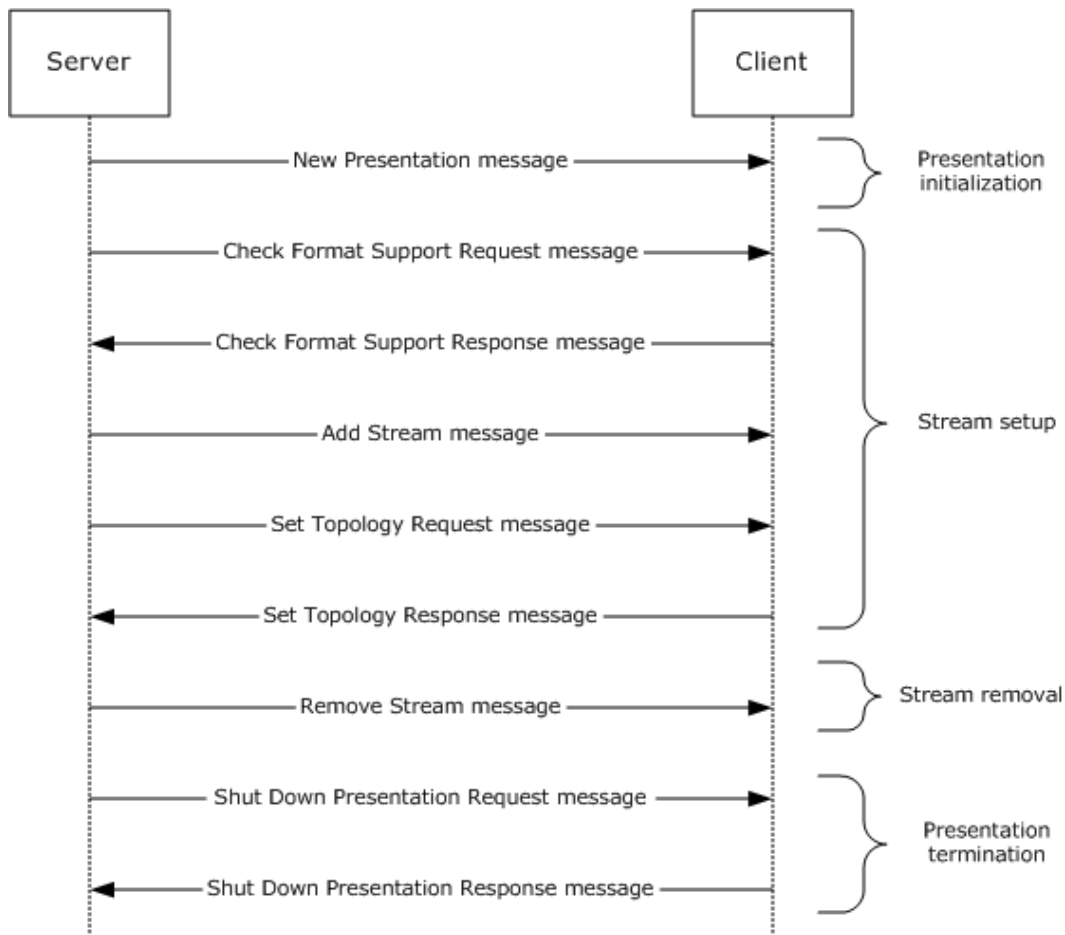 Server
Client
New Presentation message
Presentation
initialization
Check Format Support Request message
Check Format Support Response message
Add Stream message
Stream setup
Set Topology Request message
Set Topology Response message
Remove Stream message
Stream removal
Shut Down Presentation Request message
Presentation
termination
Shut Down Presentation Response message